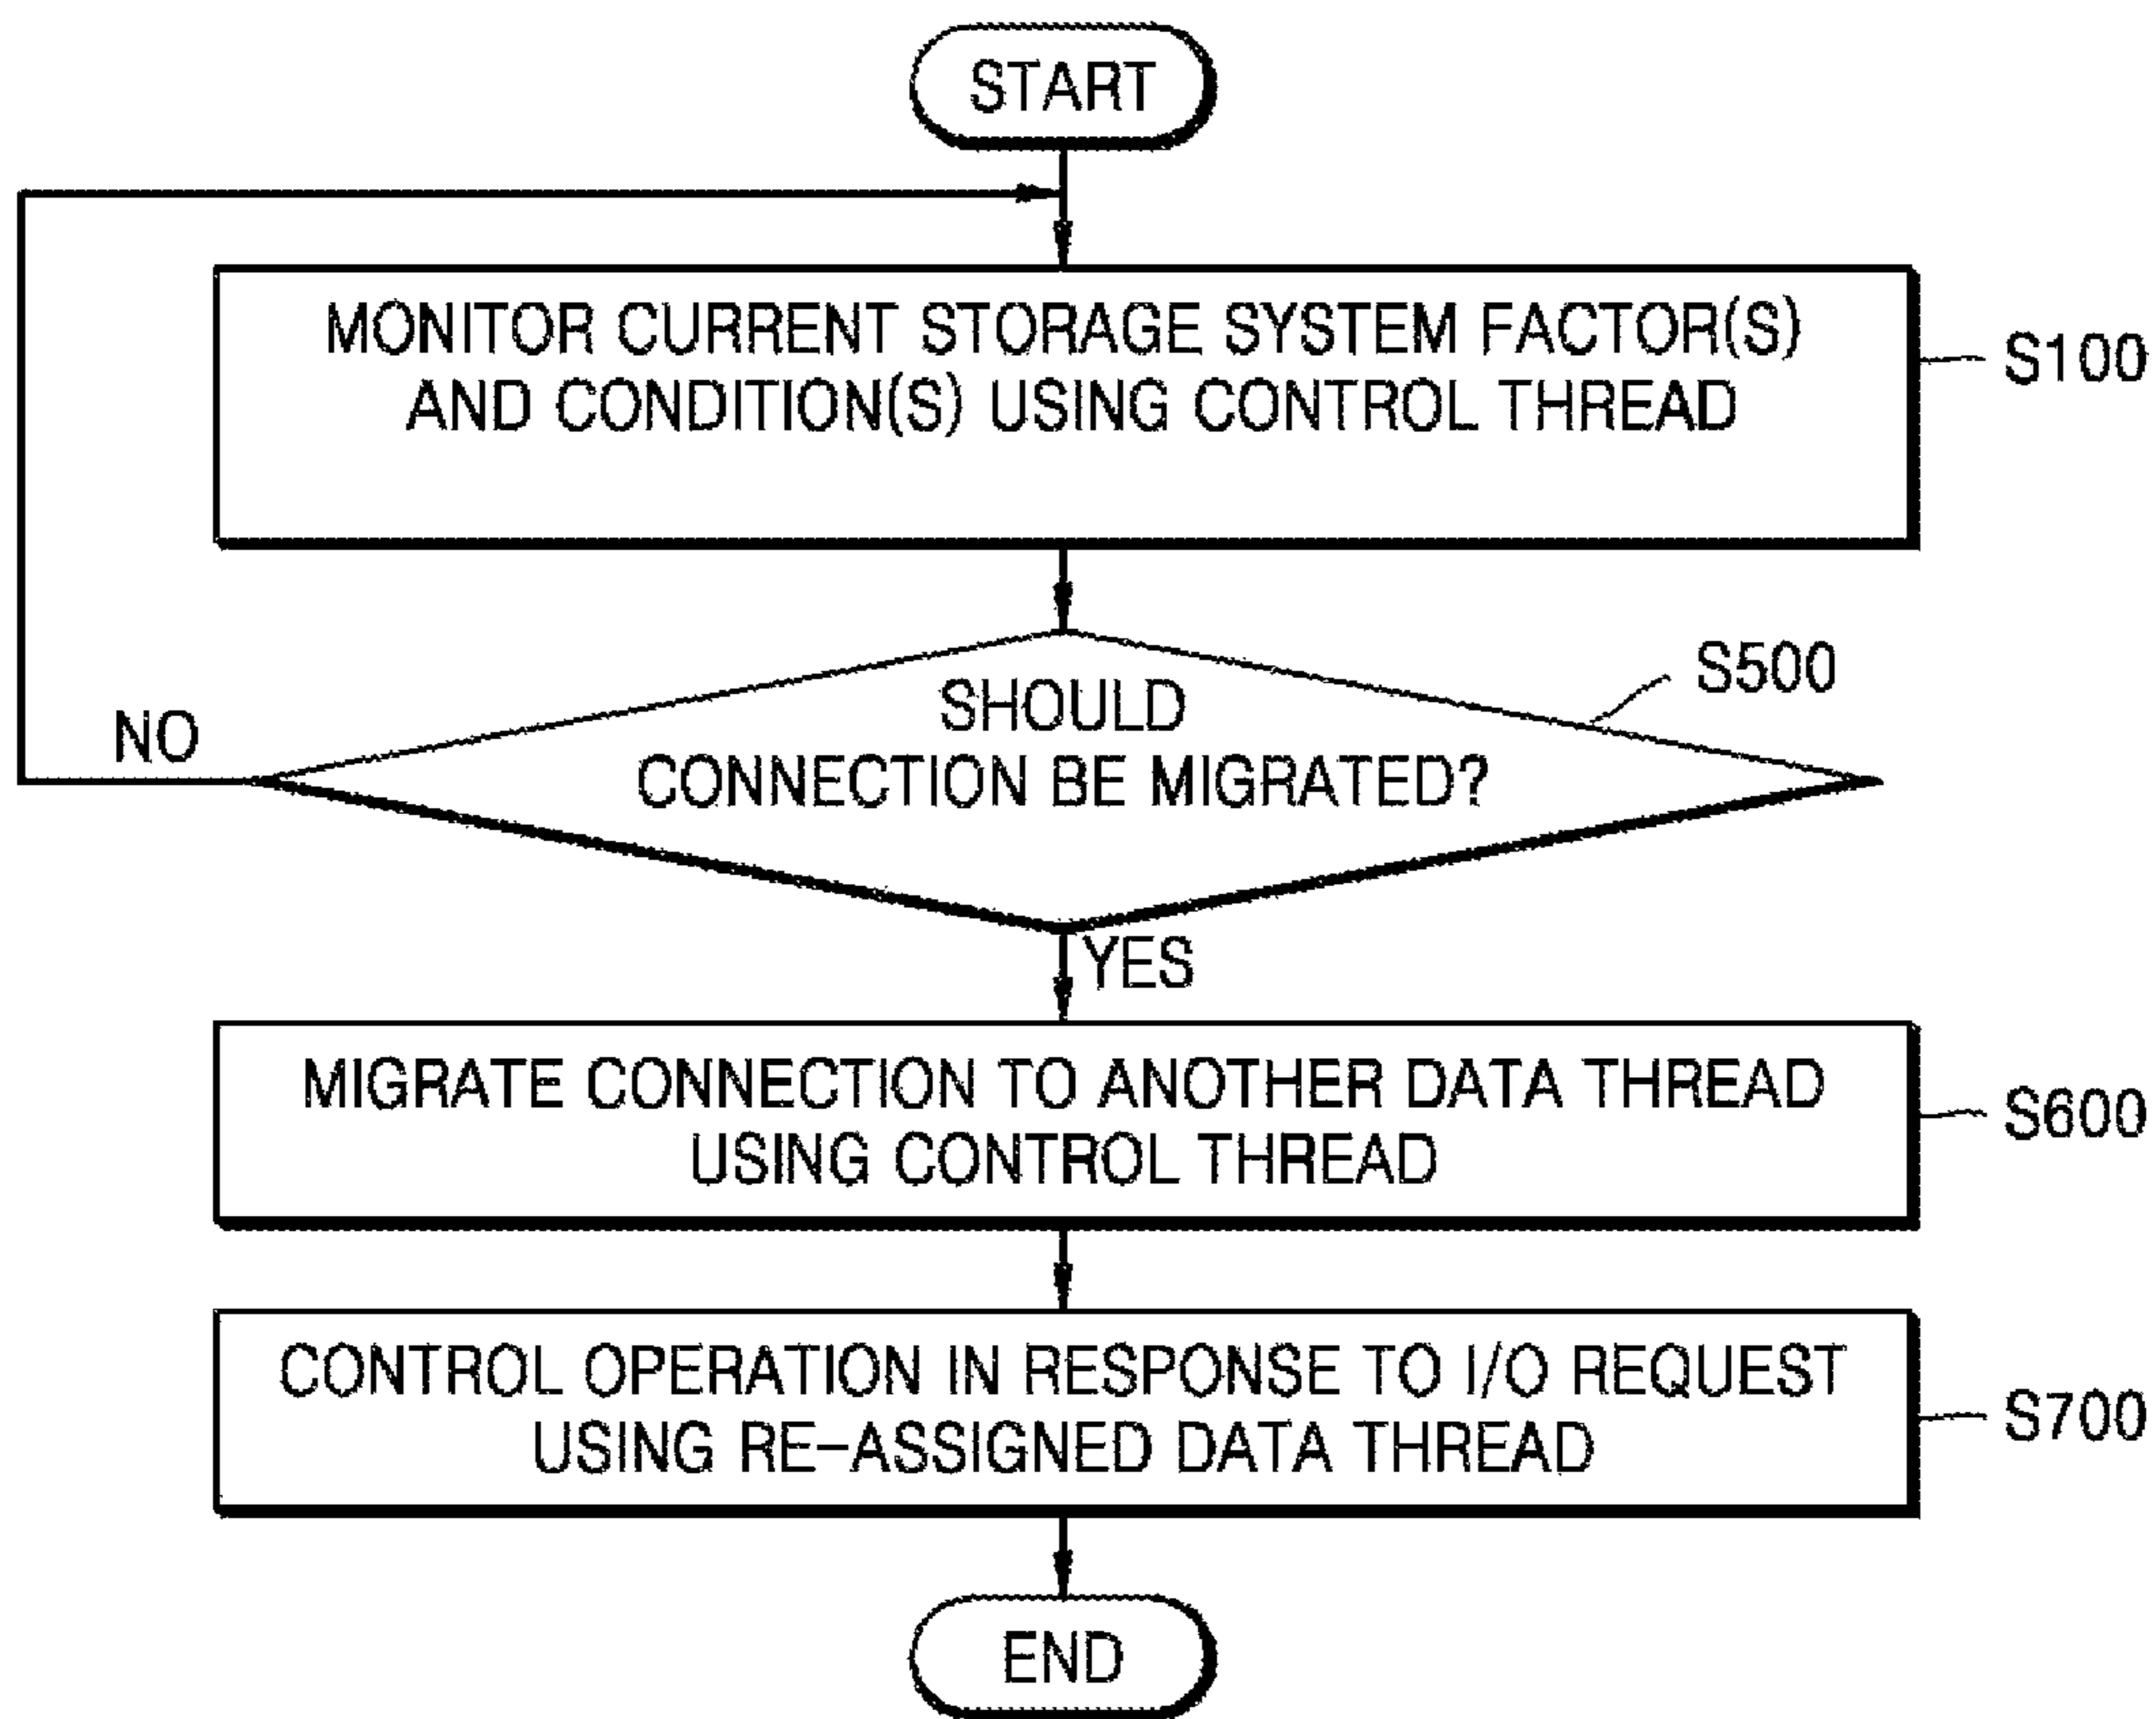 START
MONITOR CURRENT STORAGE SYSTEM FACTOR(S)
AND CONDITION(S) USING CONTROL THREAD
S100
SHOULD
CONNECTION BE MIGRATED?
S500
NO
YES
MIGRATE CONNECTION TO ANOTHER DATA THREAD
USING CONTROL THREAD
S600
CONTROL OPERATION IN RESPONSE TO I/O REQUEST
USING RE-ASSIGNED DATA THREAD
S700
END